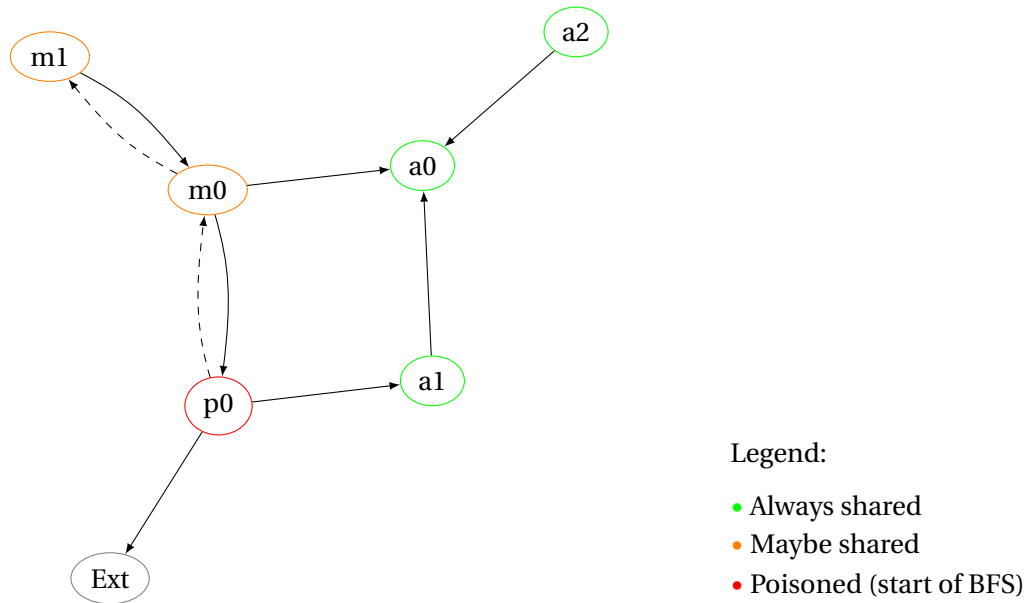 a2
m1
a0
m0
a1
p0
Legend:
Always shared
Maybe shared
Ext
Poisoned (start of BFS)